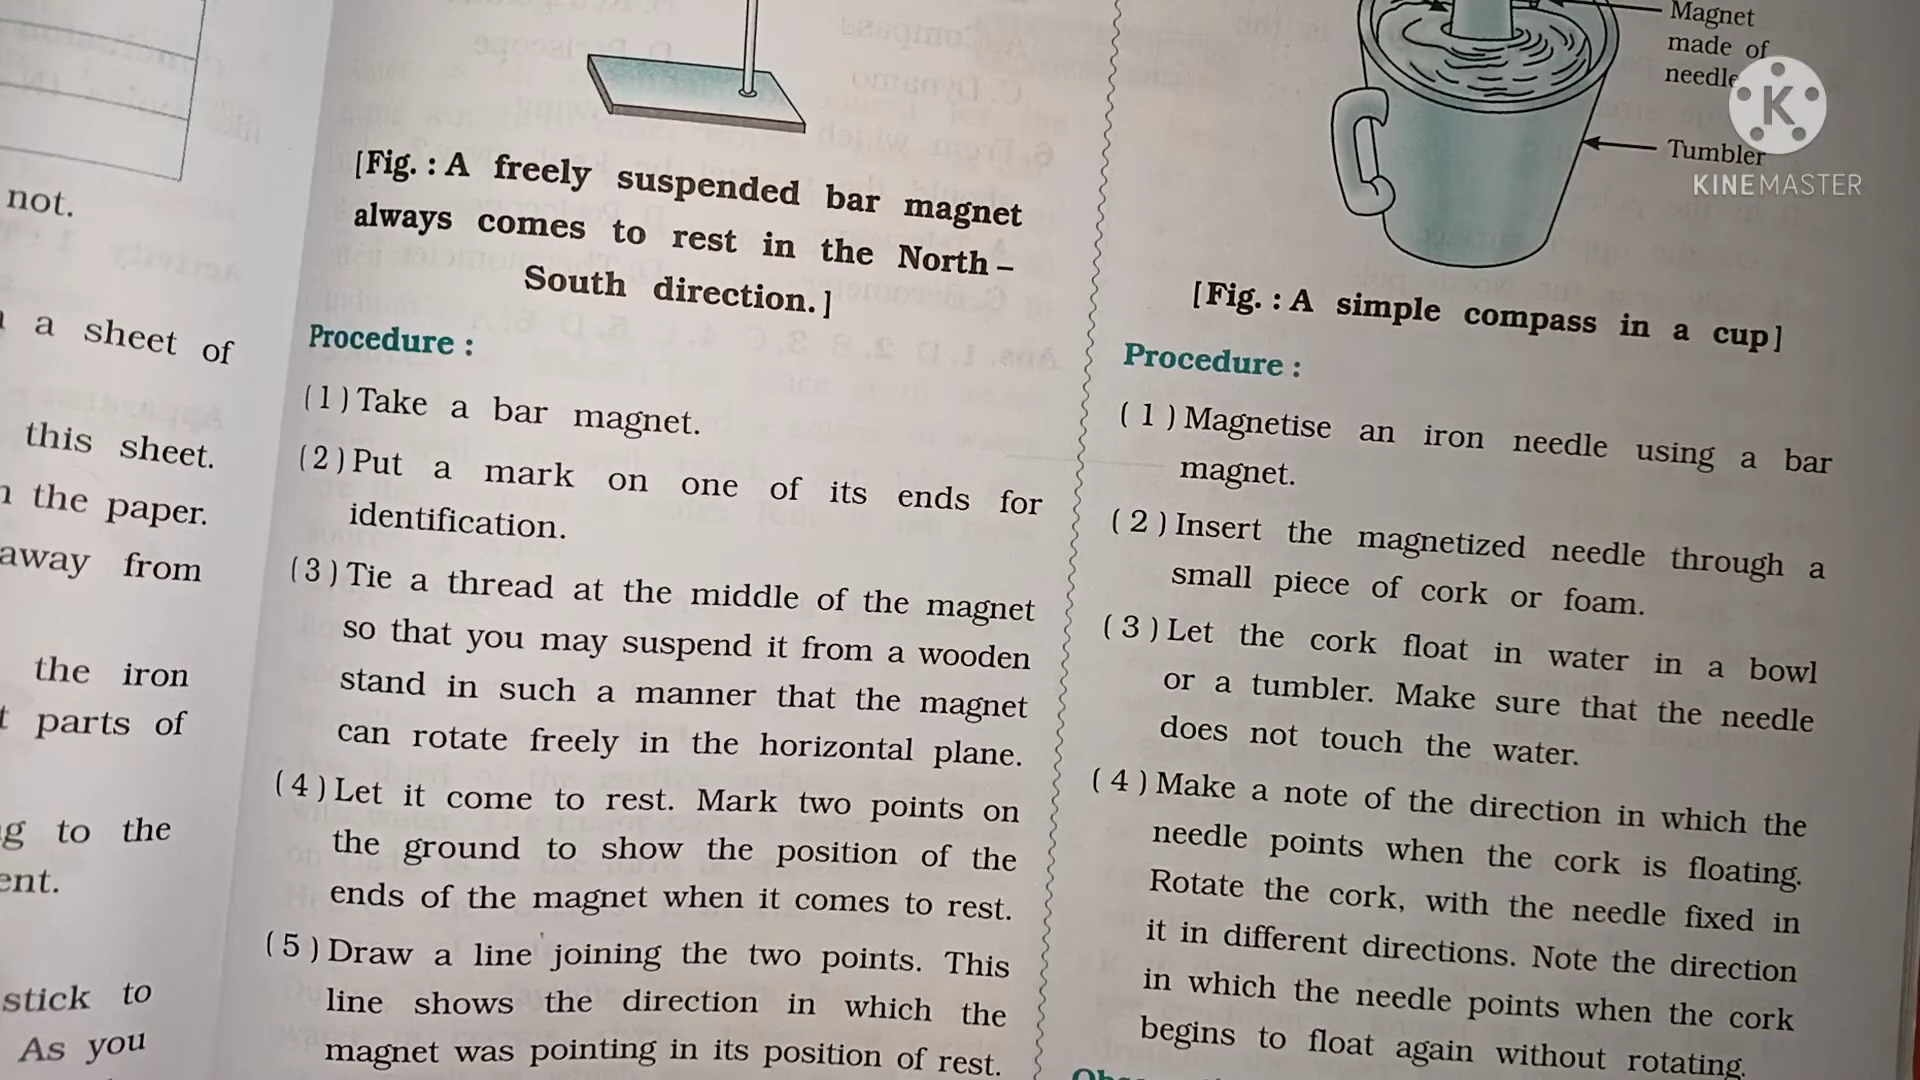 not.
a sheet of
this sheet.
the paper.
away from
the iron
parts of
to the
stick to
As you
[Fig. : A freely suspended bar magnet
always comes to rest in the North –
South direction.]
Procedure :
(1) Take a bar magnet.
(2) Put a mark on one of its ends for
identification.
(3) Tie a thread at the middle of the magnet
so that you may suspend it from a wooden
stand in such a manner that the magnet
can rotate freely in the horizontal plane.
(4) Let it come to rest. Mark two points on
the ground to show the position of the
ends of the magnet when it comes to rest.
(5) Draw a line joining the two points. This
line shows the direction in which the
magnet was pointing in its position of rest.
Magnet
made of
needle
Tumbler
K
KINEMASTER
[Fig. : A simple compass in a cup]
Procedure :
(1) Magnetise an iron needle using a bar
magnet.
(2) Insert the magnetized needle through a
small piece of cork or foam.
(3) Let the cork float in water in a bowl
or a tumbler. Make sure that the needle
does not touch the water.
(4) Make a note of the direction in which the
needle points when the cork is floating.
Rotate the cork, with the needle fixed in
it in different directions. Note the direction
in which the needle points when the cork
begins to float again without rotating.